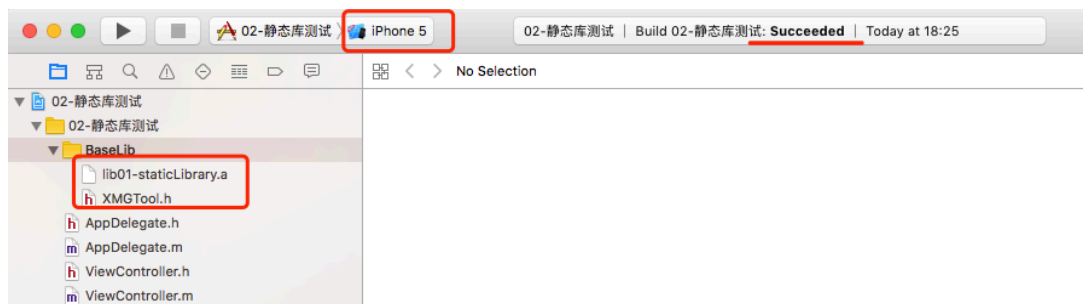 02-静态库测试 iPhone 5 02-静态库测试 | Build 02-静态库测试: Succeeded | Today at 18:25
No Selection
02-静态库测试
02-静态库测试
BaseLib
lib01-staticLibrary.a
h XMGTool.h
h AppDelegate.h
m AppDelegate.m
h ViewController.h
m ViewController.m